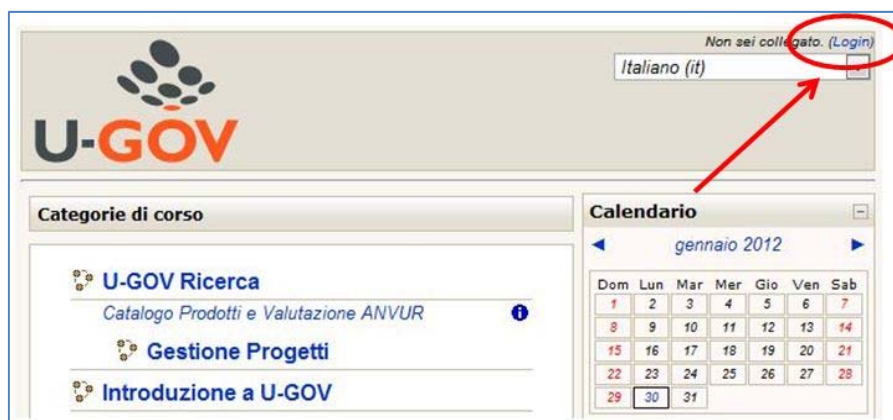 Non sei collegato. (Login)
Italiano (it)
U-GOV
Categorie di corso
U-GOV Ricerca
Catalogo Prodotti e Valutazione ANVUR
Gestione Progetti
Introduzione a U-GOV
Calendario
gennaio 2012
Dom Lun Mar Mer Gio Ven Sab
1 2 3 4 5 6 7
8 9 10 11 12 13 14
15 16 17 18 19 20 21
22 23 24 25 26 27 28
29 30 31